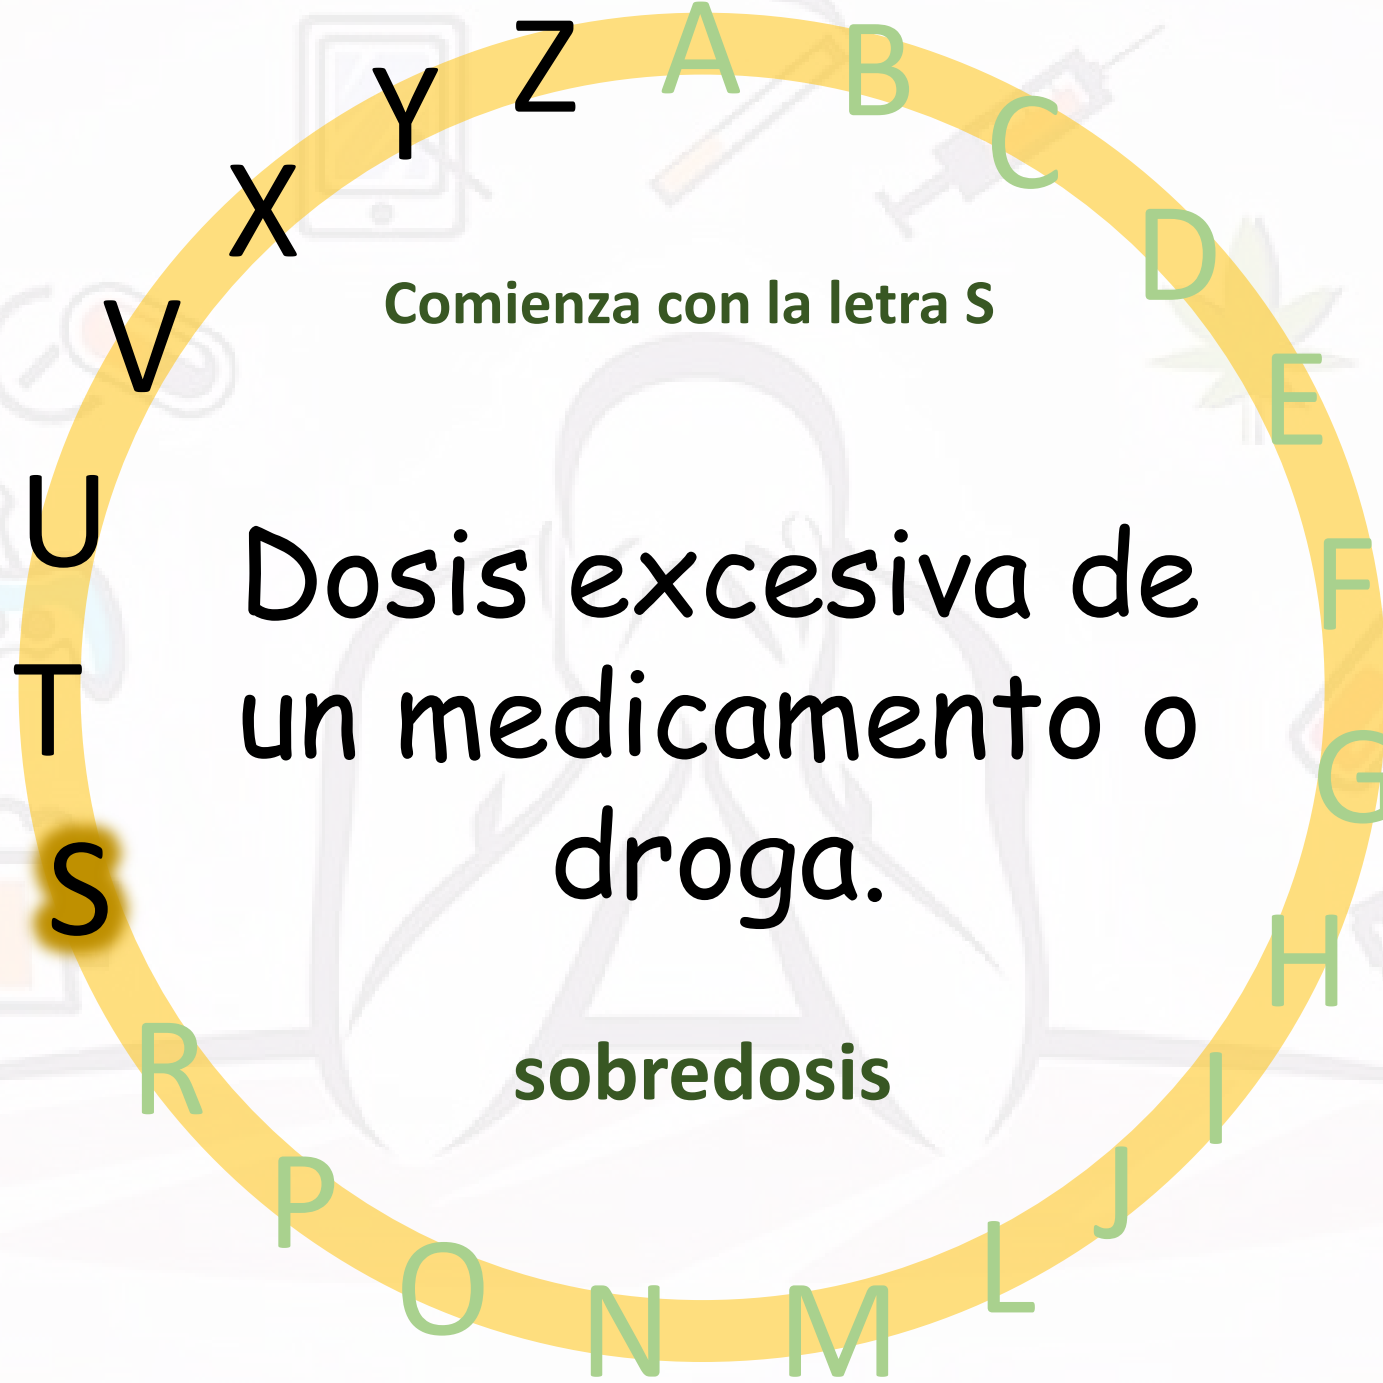 A
B
C
D
E
F
G
H
I
J
L
M
N
O
P
R
S
T
U
V
X
Y
Z
Comienza con la letra S
Dosis excesiva de
un medicamento o
droga.
sobredosis